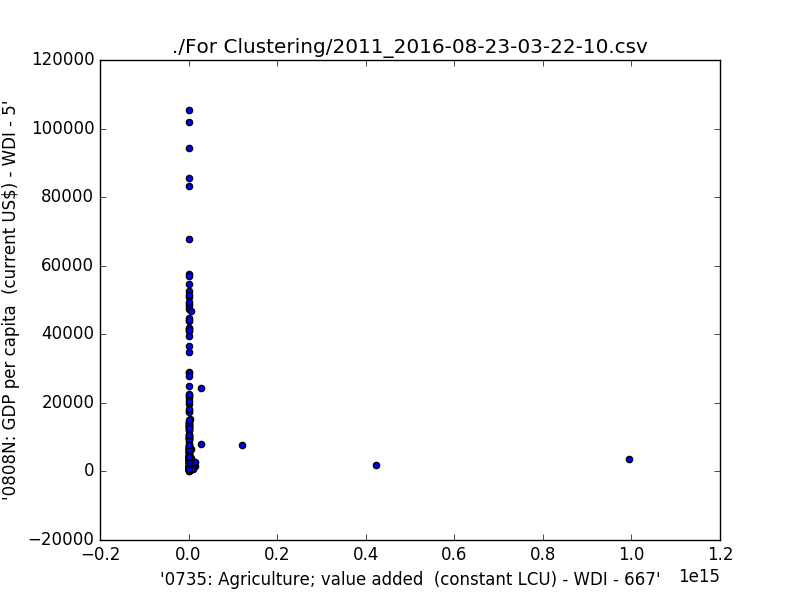 ./For Clustering/2011_2016-08-23-03-22-10.csv
120000
100000
80000
60000
40000
20000
0
−20000
'0808N: GDP per capita  (current US$) - WDI - 5'
−0.2 0.0 0.2 0.4 0.6 0.8 1.0 1.2
'0735: Agriculture; value added  (constant LCU) - WDI - 667' 1e15